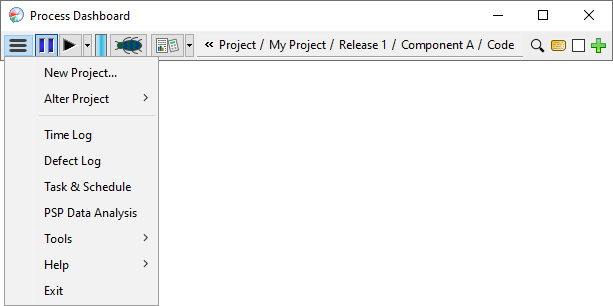 Process Dashboard
« Project / My Project / Release 1 / Component A / Code
New Project...
Alter Project
Time Log
Defect Log
Task & Schedule
PSP Data Analysis
Tools
Help
Exit